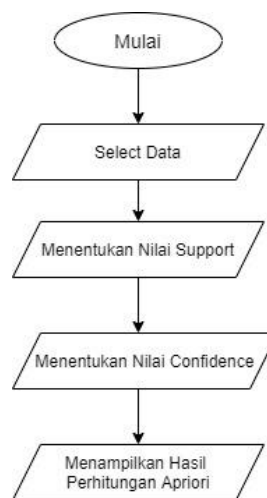 Mulai
Select Data
Menentukan Nilai Support
Menentukan Nilai Confidence
Menampilkan Hasil
Perhitungan Apriori